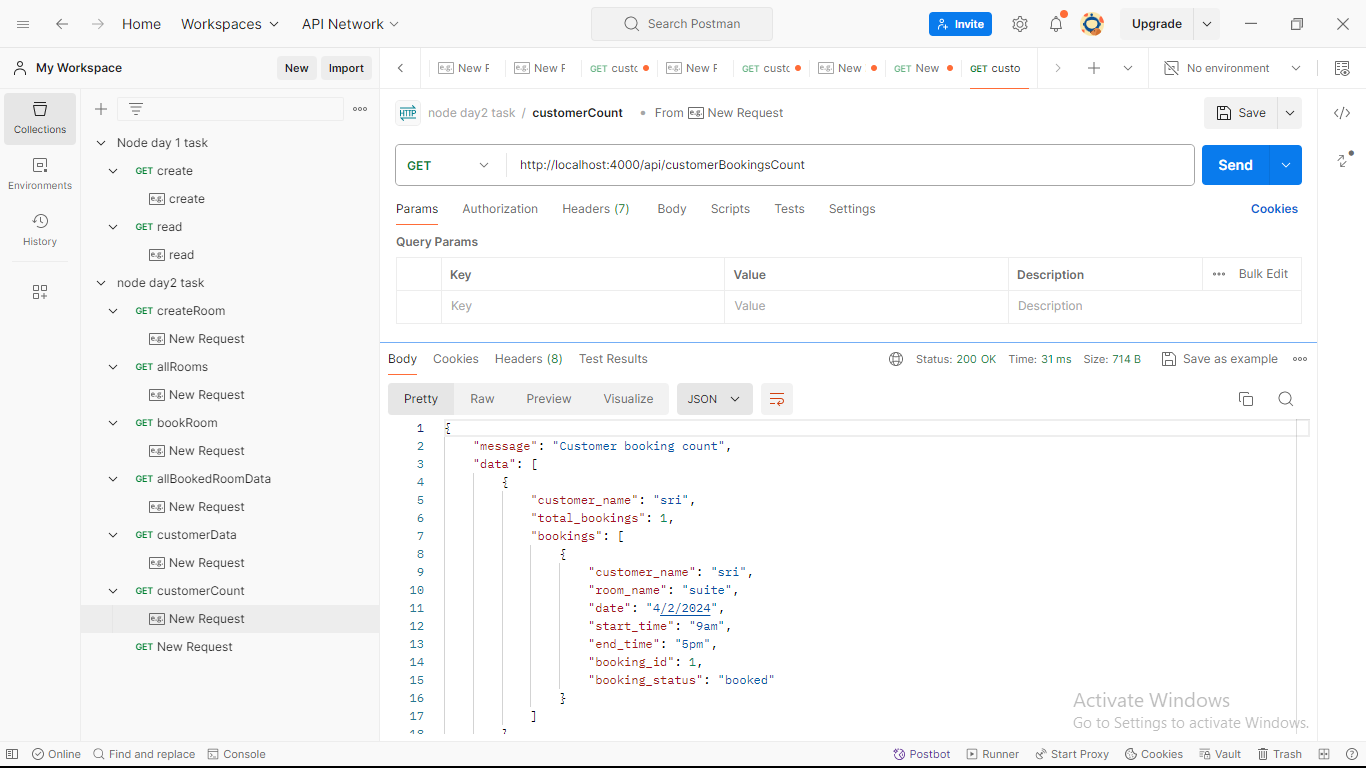 Home Workspaces API Network Search Postman Invite Upgrade
My Workspace New Import New F New F GET custo New F GET custo New GET New GET custo No environment
Collections
Environments
History
Node day 1 task
GET create
e.g. create
GET read
e.g. read
node day2 task
GET createRoom
e.g. New Request
GET allRooms
e.g. New Request
GET bookRoom
e.g. New Request
GET allBookedRoomData
e.g. New Request
GET customerData
e.g. New Request
GET customerCount
e.g. New Request
GET New Request
HTTP node day2 task / customerCount • From e.g. New Request Save
GET http://localhost:4000/api/customerBookingsCount Send
Params Authorization Headers (7) Body Scripts Tests Settings Cookies
Query Params
Key Value Description Bulk Edit
Key Value Description
Body Cookies Headers (8) Test Results Status: 200 OK Time: 31 ms Size: 714 B Save as example
Pretty Raw Preview Visualize JSON
1 {
2 "message": "Customer booking count",
3 "data": [
4 {
5 "customer_name": "sri",
6 "total_bookings": 1,
7 "bookings": [
8 {
9 "customer_name": "sri",
10 "room_name": "suite",
11 "date": "4/2/2024",
12 "start_time": "9am",
13 "end_time": "5pm",
14 "booking_id": 1,
15 "booking_status": "booked"
16 }
17 ]
Activate Windows
Go to Settings to activate Windows.
Online Find and replace Console Postbot Runner Start Proxy Cookies Vault Trash